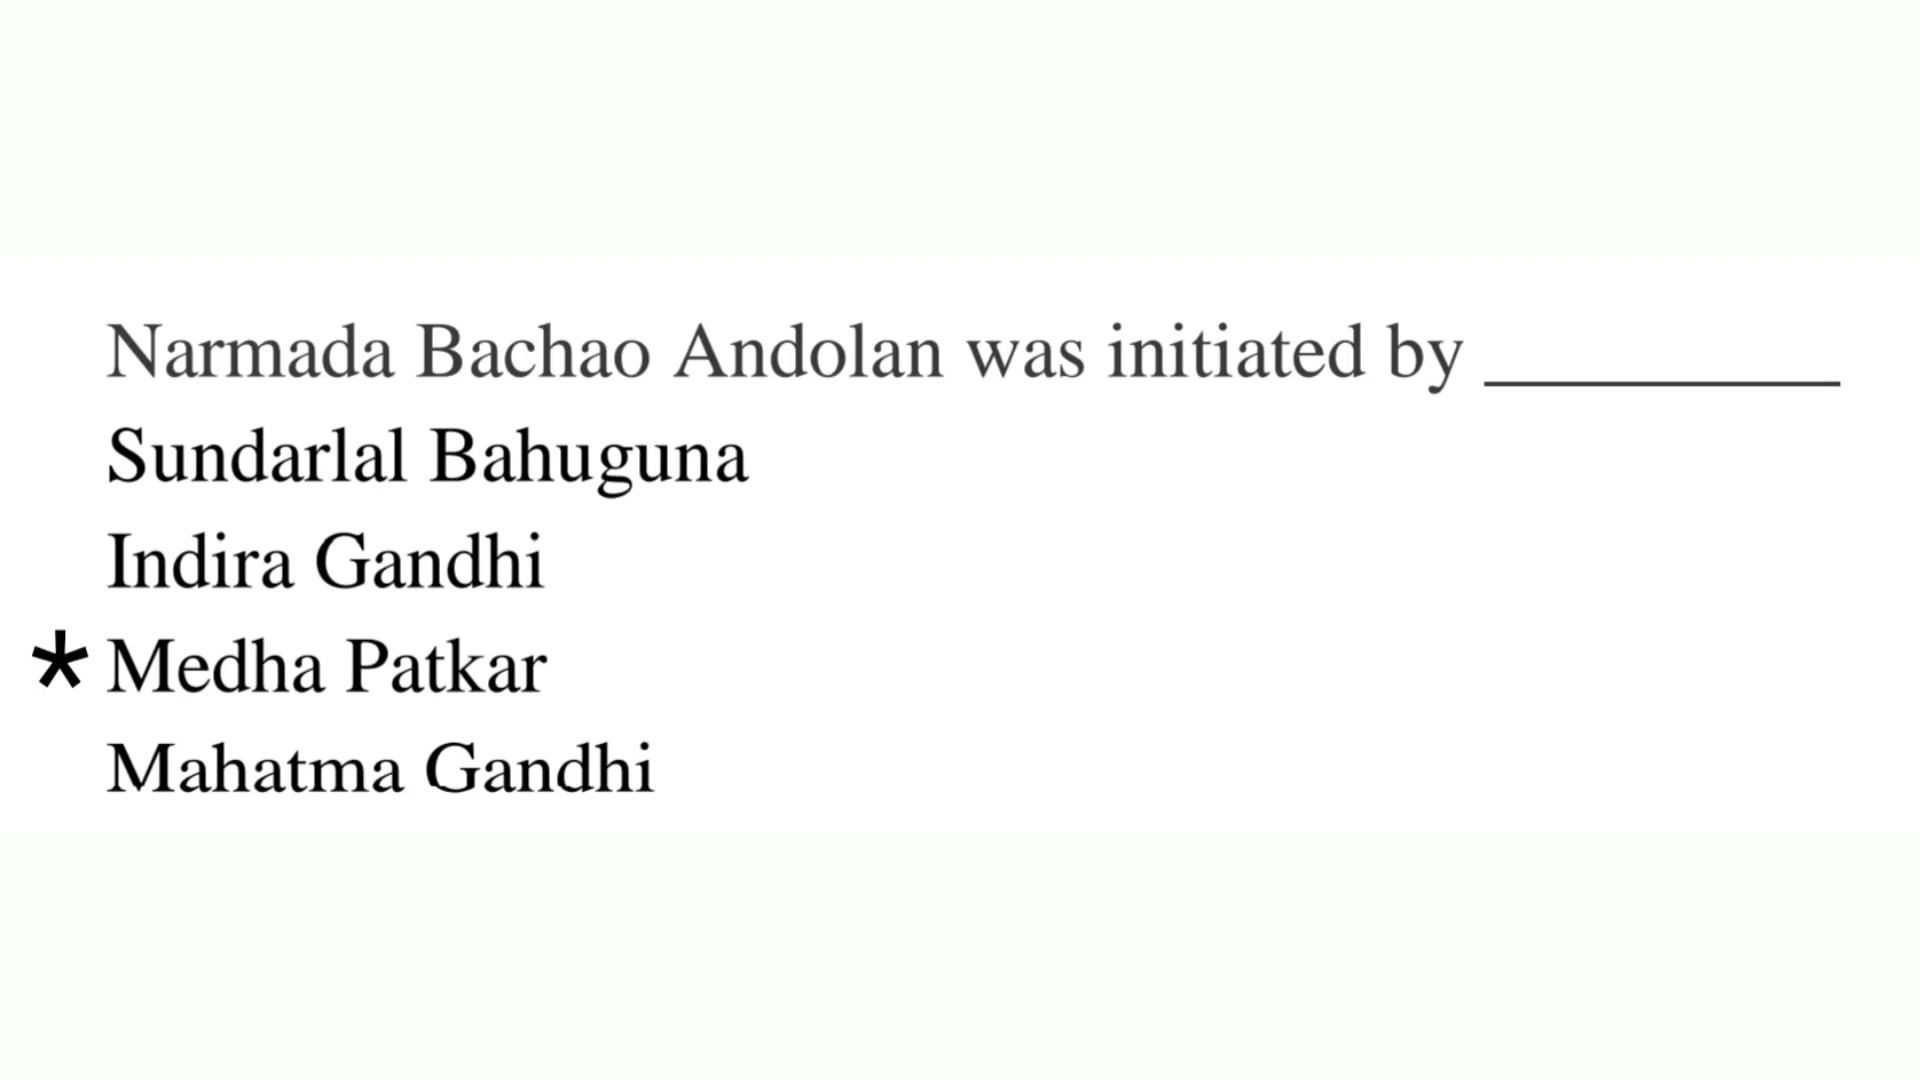 Narmada Bachao Andolan was initiated by __________
Sundarlal Bahuguna
Indira Gandhi
* Medha Patkar
Mahatma Gandhi